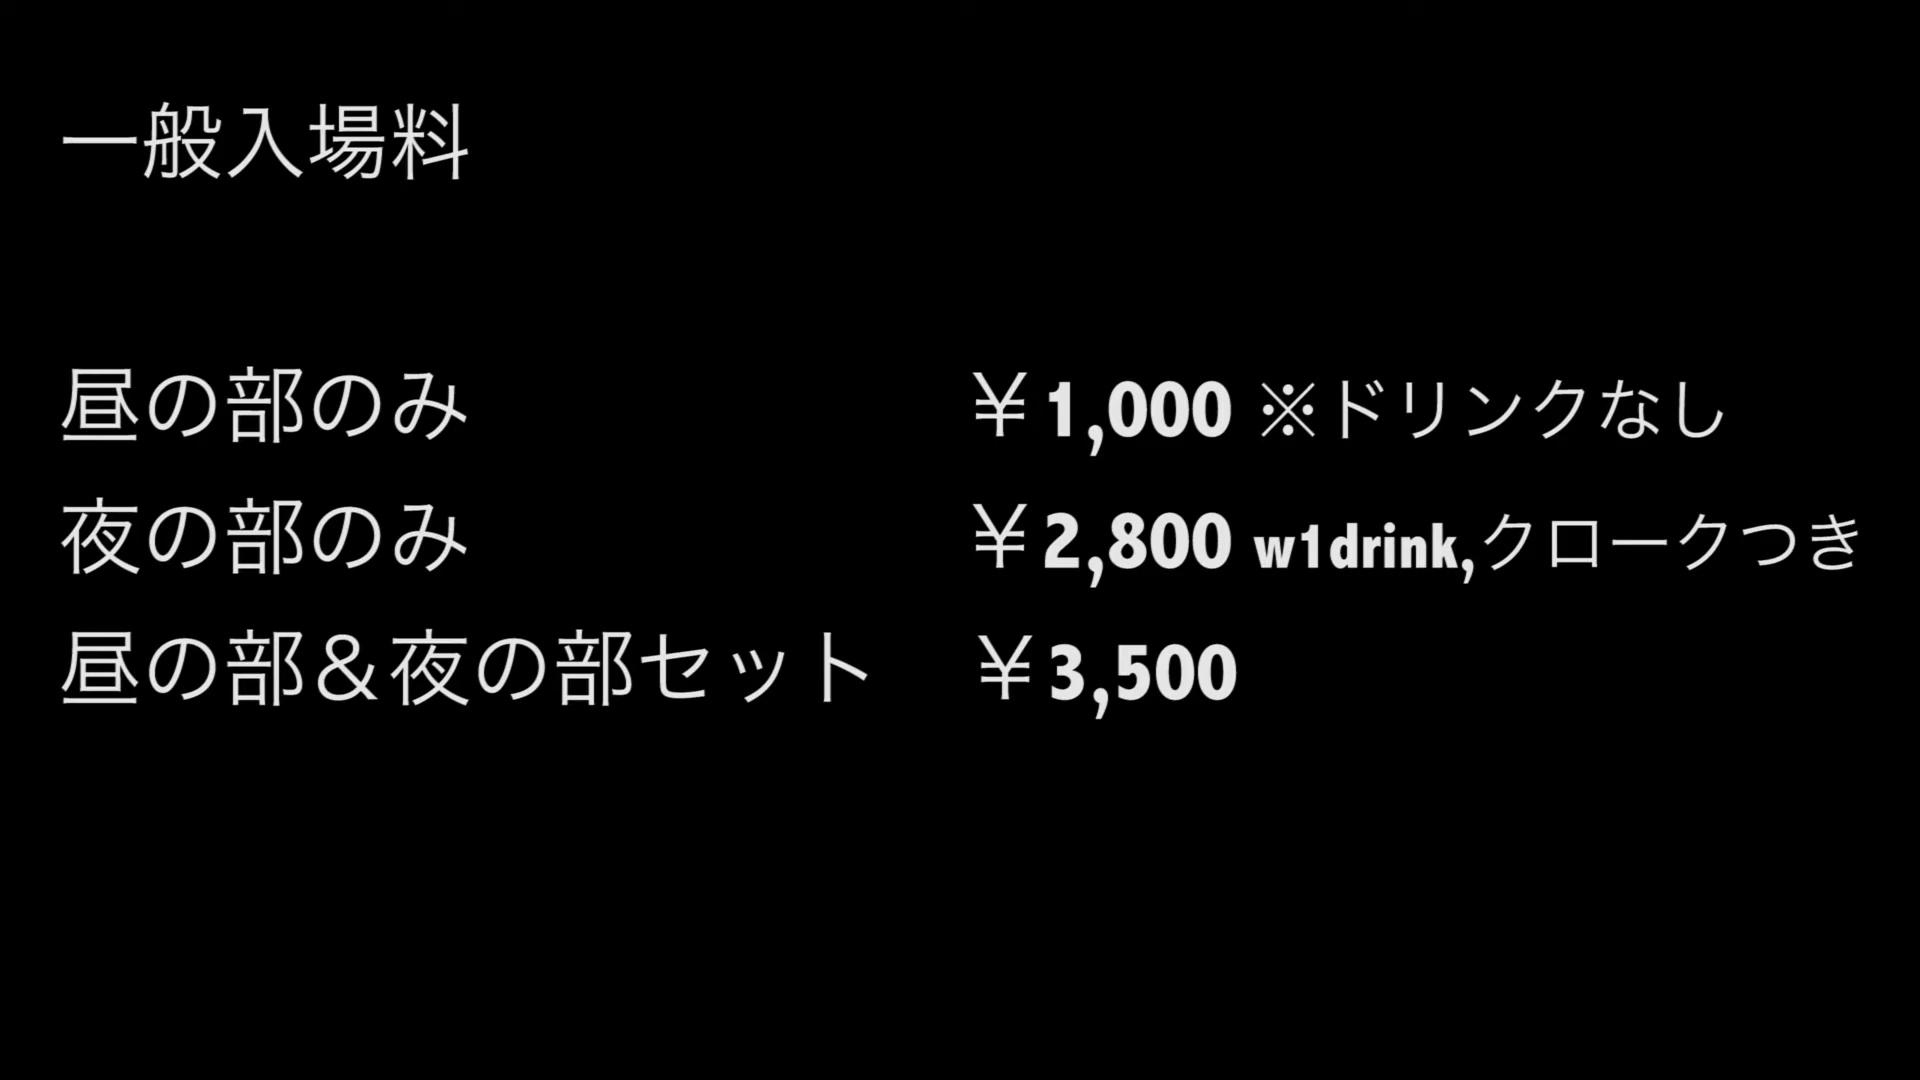 一般入場料
昼の部のみ ￥1,000 ※ドリンクなし
夜の部のみ ￥2,800 w1drink,クロークつき
昼の部＆夜の部セット ￥3,500